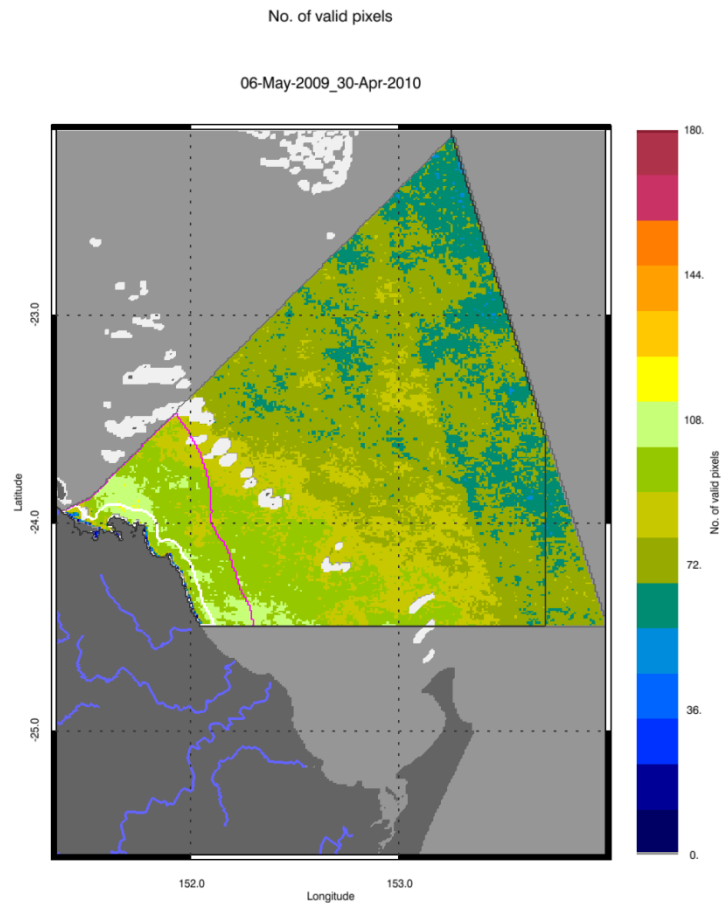 No. of valid pixels
06-May-2009_30-Apr-2010
180.
144.
108.
72.
36.
0.
No. of valid pixels
-23.0
-24.0
-25.0
Latitude
152.0
153.0
Longitude